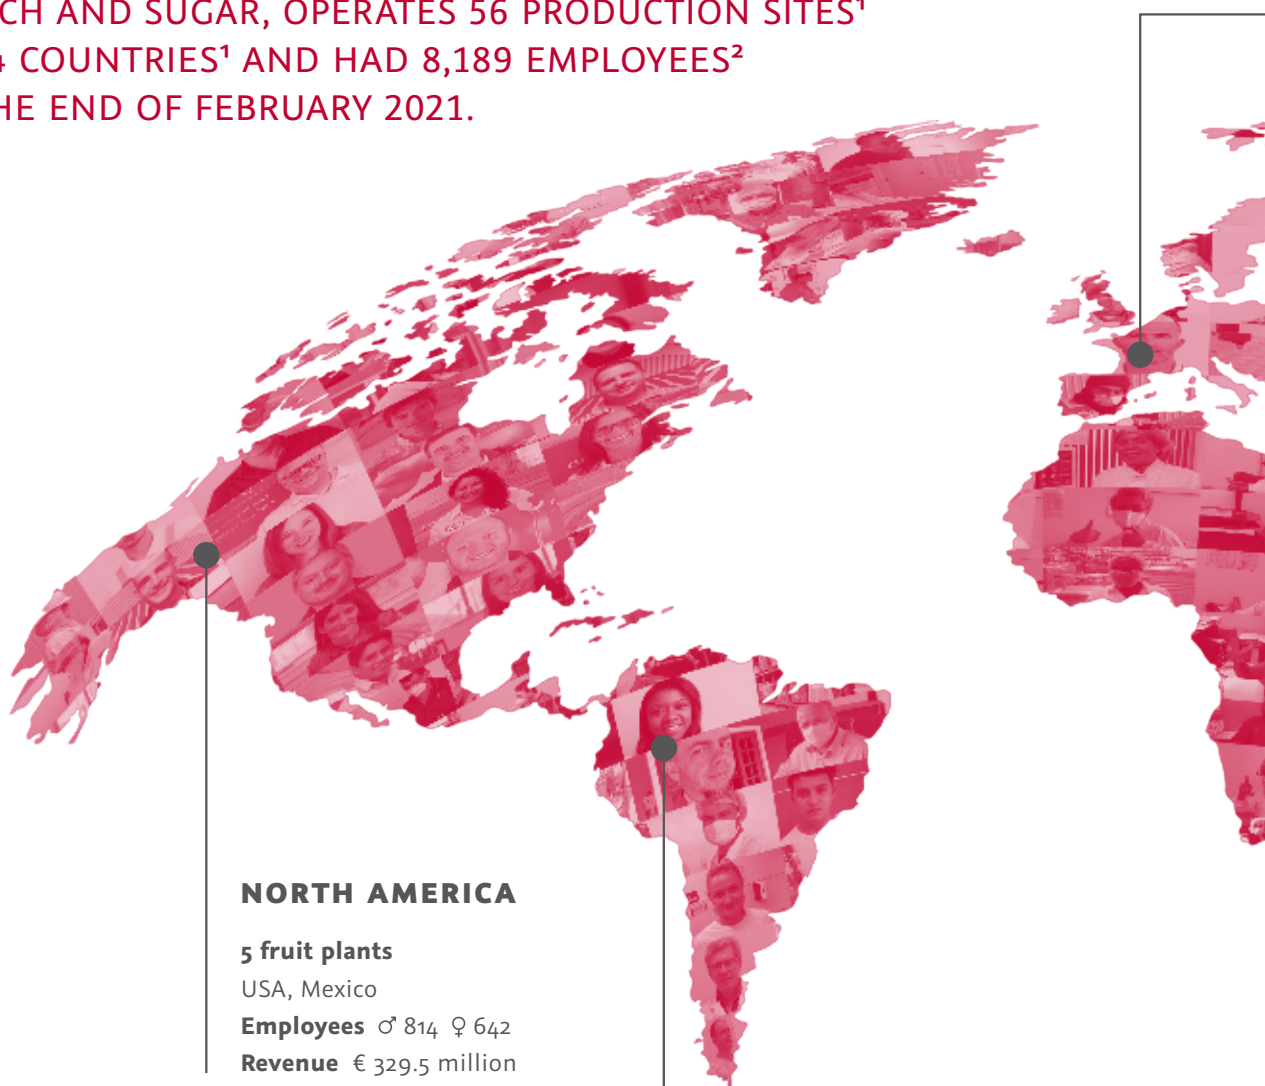 CH AND SUGAR, OPERATES 56 PRODUCTION SITES¹
4 COUNTRIES¹ AND HAD 8,189 EMPLOYEES²
HE END OF FEBRUARY 2021.
NORTH AMERICA
5 fruit plants
USA, Mexico
Employees ♂ 814 ♀ 642
Revenue € 329.5 million